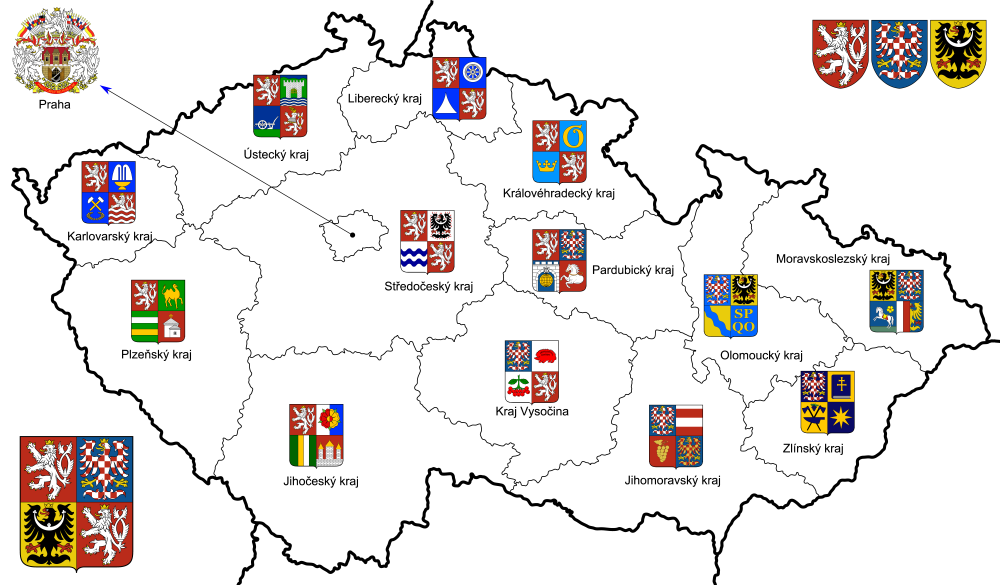 Praha
Liberecký kraj
Ústecký kraj
Královéhradecký kraj
Karlovarský kraj
Středočeský kraj
Pardubický kraj
Moravskoslezský kraj
SP
QO
Plzeňský kraj
Olomoucký kraj
Kraj Vysočina
Zlínský kraj
Jihočeský kraj
Jihomoravský kraj